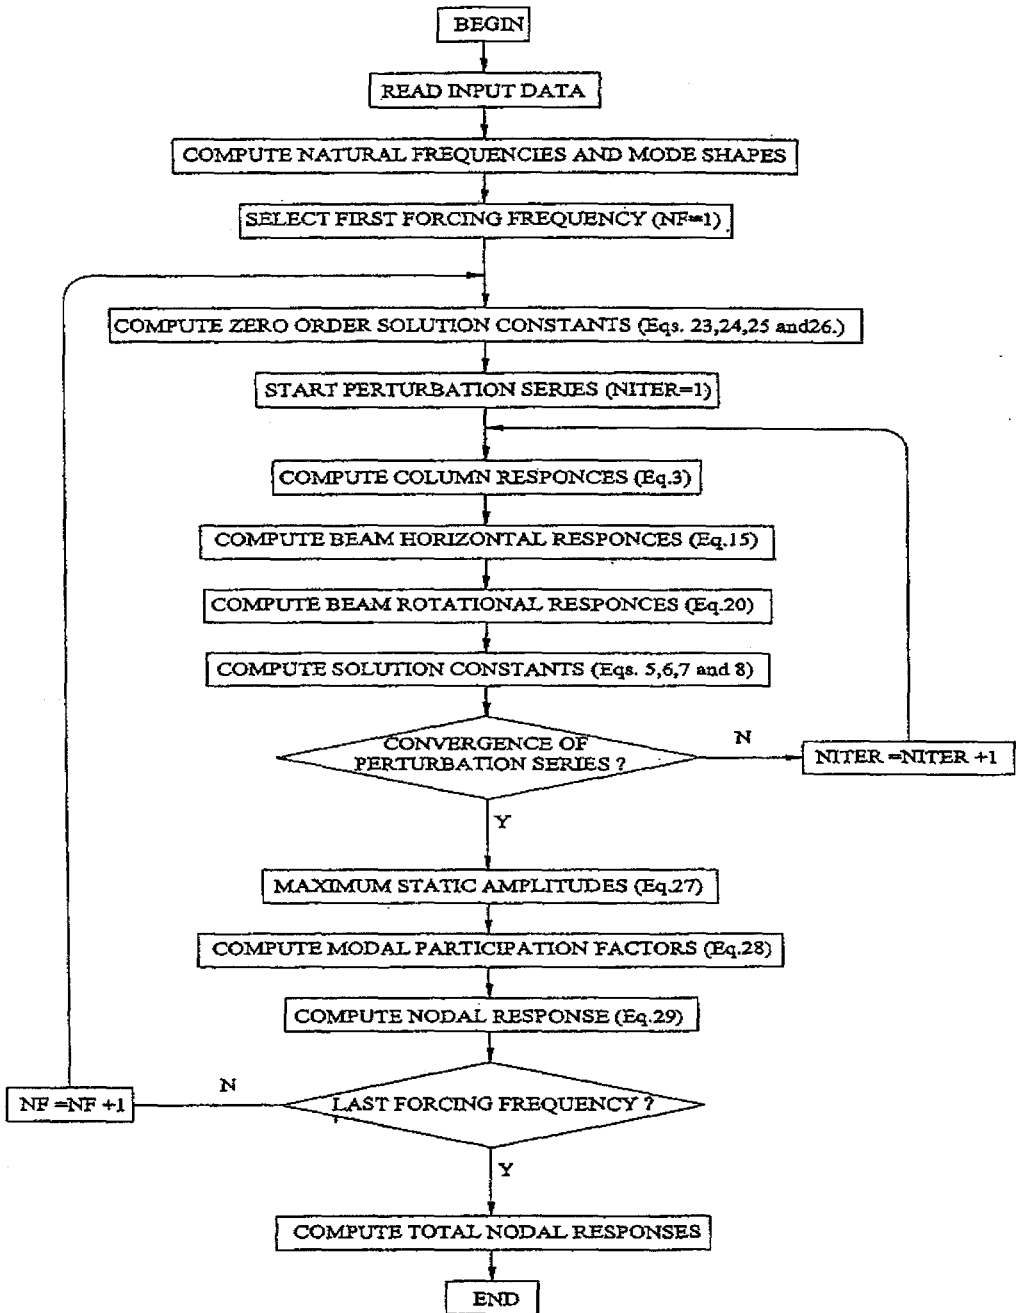 BEGIN
READ INPUT DATA
COMPUTE NATURAL FREQUENCIES AND MODE SHAPES
SELECT FIRST FORCING FREQUENCY (NF=1)
COMPUTE ZERO ORDER SOLUTION CONSTANTS (Eqs. 23,24,25 and26.)
START PERTURBATION SERIES (NITER=1)
COMPUTE COLUMN RESPONCES (Eq.3)
COMPUTE BEAM HORIZONTAL RESPONCES (Eq.15)
COMPUTE BEAM ROTATIONAL RESPONCES (Eq.20)
COMPUTE SOLUTION CONSTANTS (Eqs. 5,6,7 and 8)
CONVERGENCE OF
PERTURBATION SERIES ?
N
NITER =NITER +1
Y
MAXIMUM STATIC AMPLITUDES (Eq.27)
COMPUTE MODAL PARTICIPATION FACTORS (Eq.28)
COMPUTE NODAL RESPONSE (Eq.29)
LAST FORCING FREQUENCY ?
N
NF =NF +1
Y
COMPUTE TOTAL NODAL RESPONSES
END